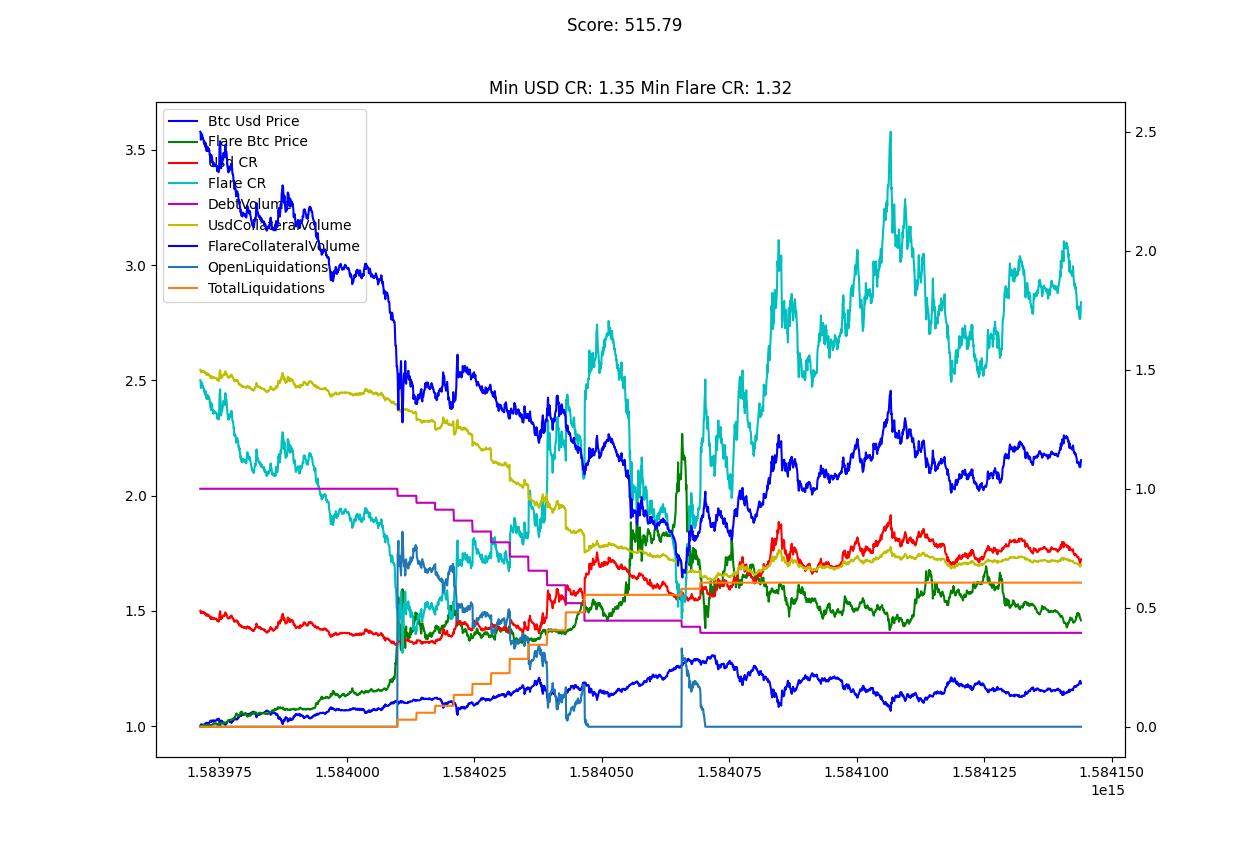 Score: 515.79
Min USD CR: 1.35 Min Flare CR: 1.32
Btc Usd Price
Flare Btc Price
Usd CR
Flare CR
DebtVolume
UsdCollateralVolume
FlareCollateralVolume
OpenLiquidations
TotalLiquidations
3.5
3.0
2.5
2.0
1.5
1.0
2.5
2.0
1.5
1.0
0.5
0.0
1.583975 1.584000 1.584025 1.584050 1.584075 1.584100 1.584125 1.584150
1e15